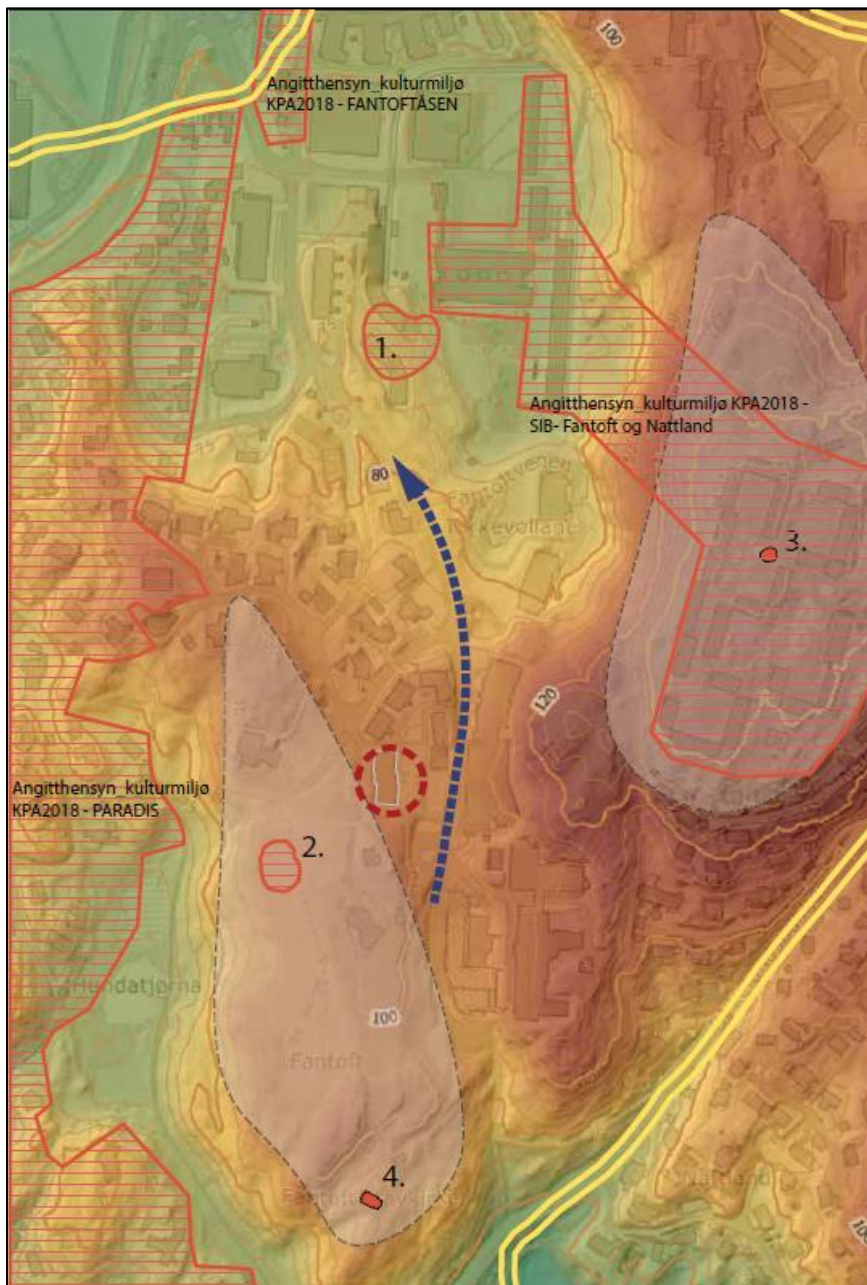 100
Angitthensyn_kulturmiljø
KPA2018 - FANTOFTÅSEN
1.
Angitthensyn_kulturmiljø KPA2018 -
SIB- Fantoft og Nattland
80
Fantoftvegen
3.
120
Angitthensyn_kulturmiljø
KPA2018 - PARADIS
2.
Hundatjørna
100
Fantoft
4.